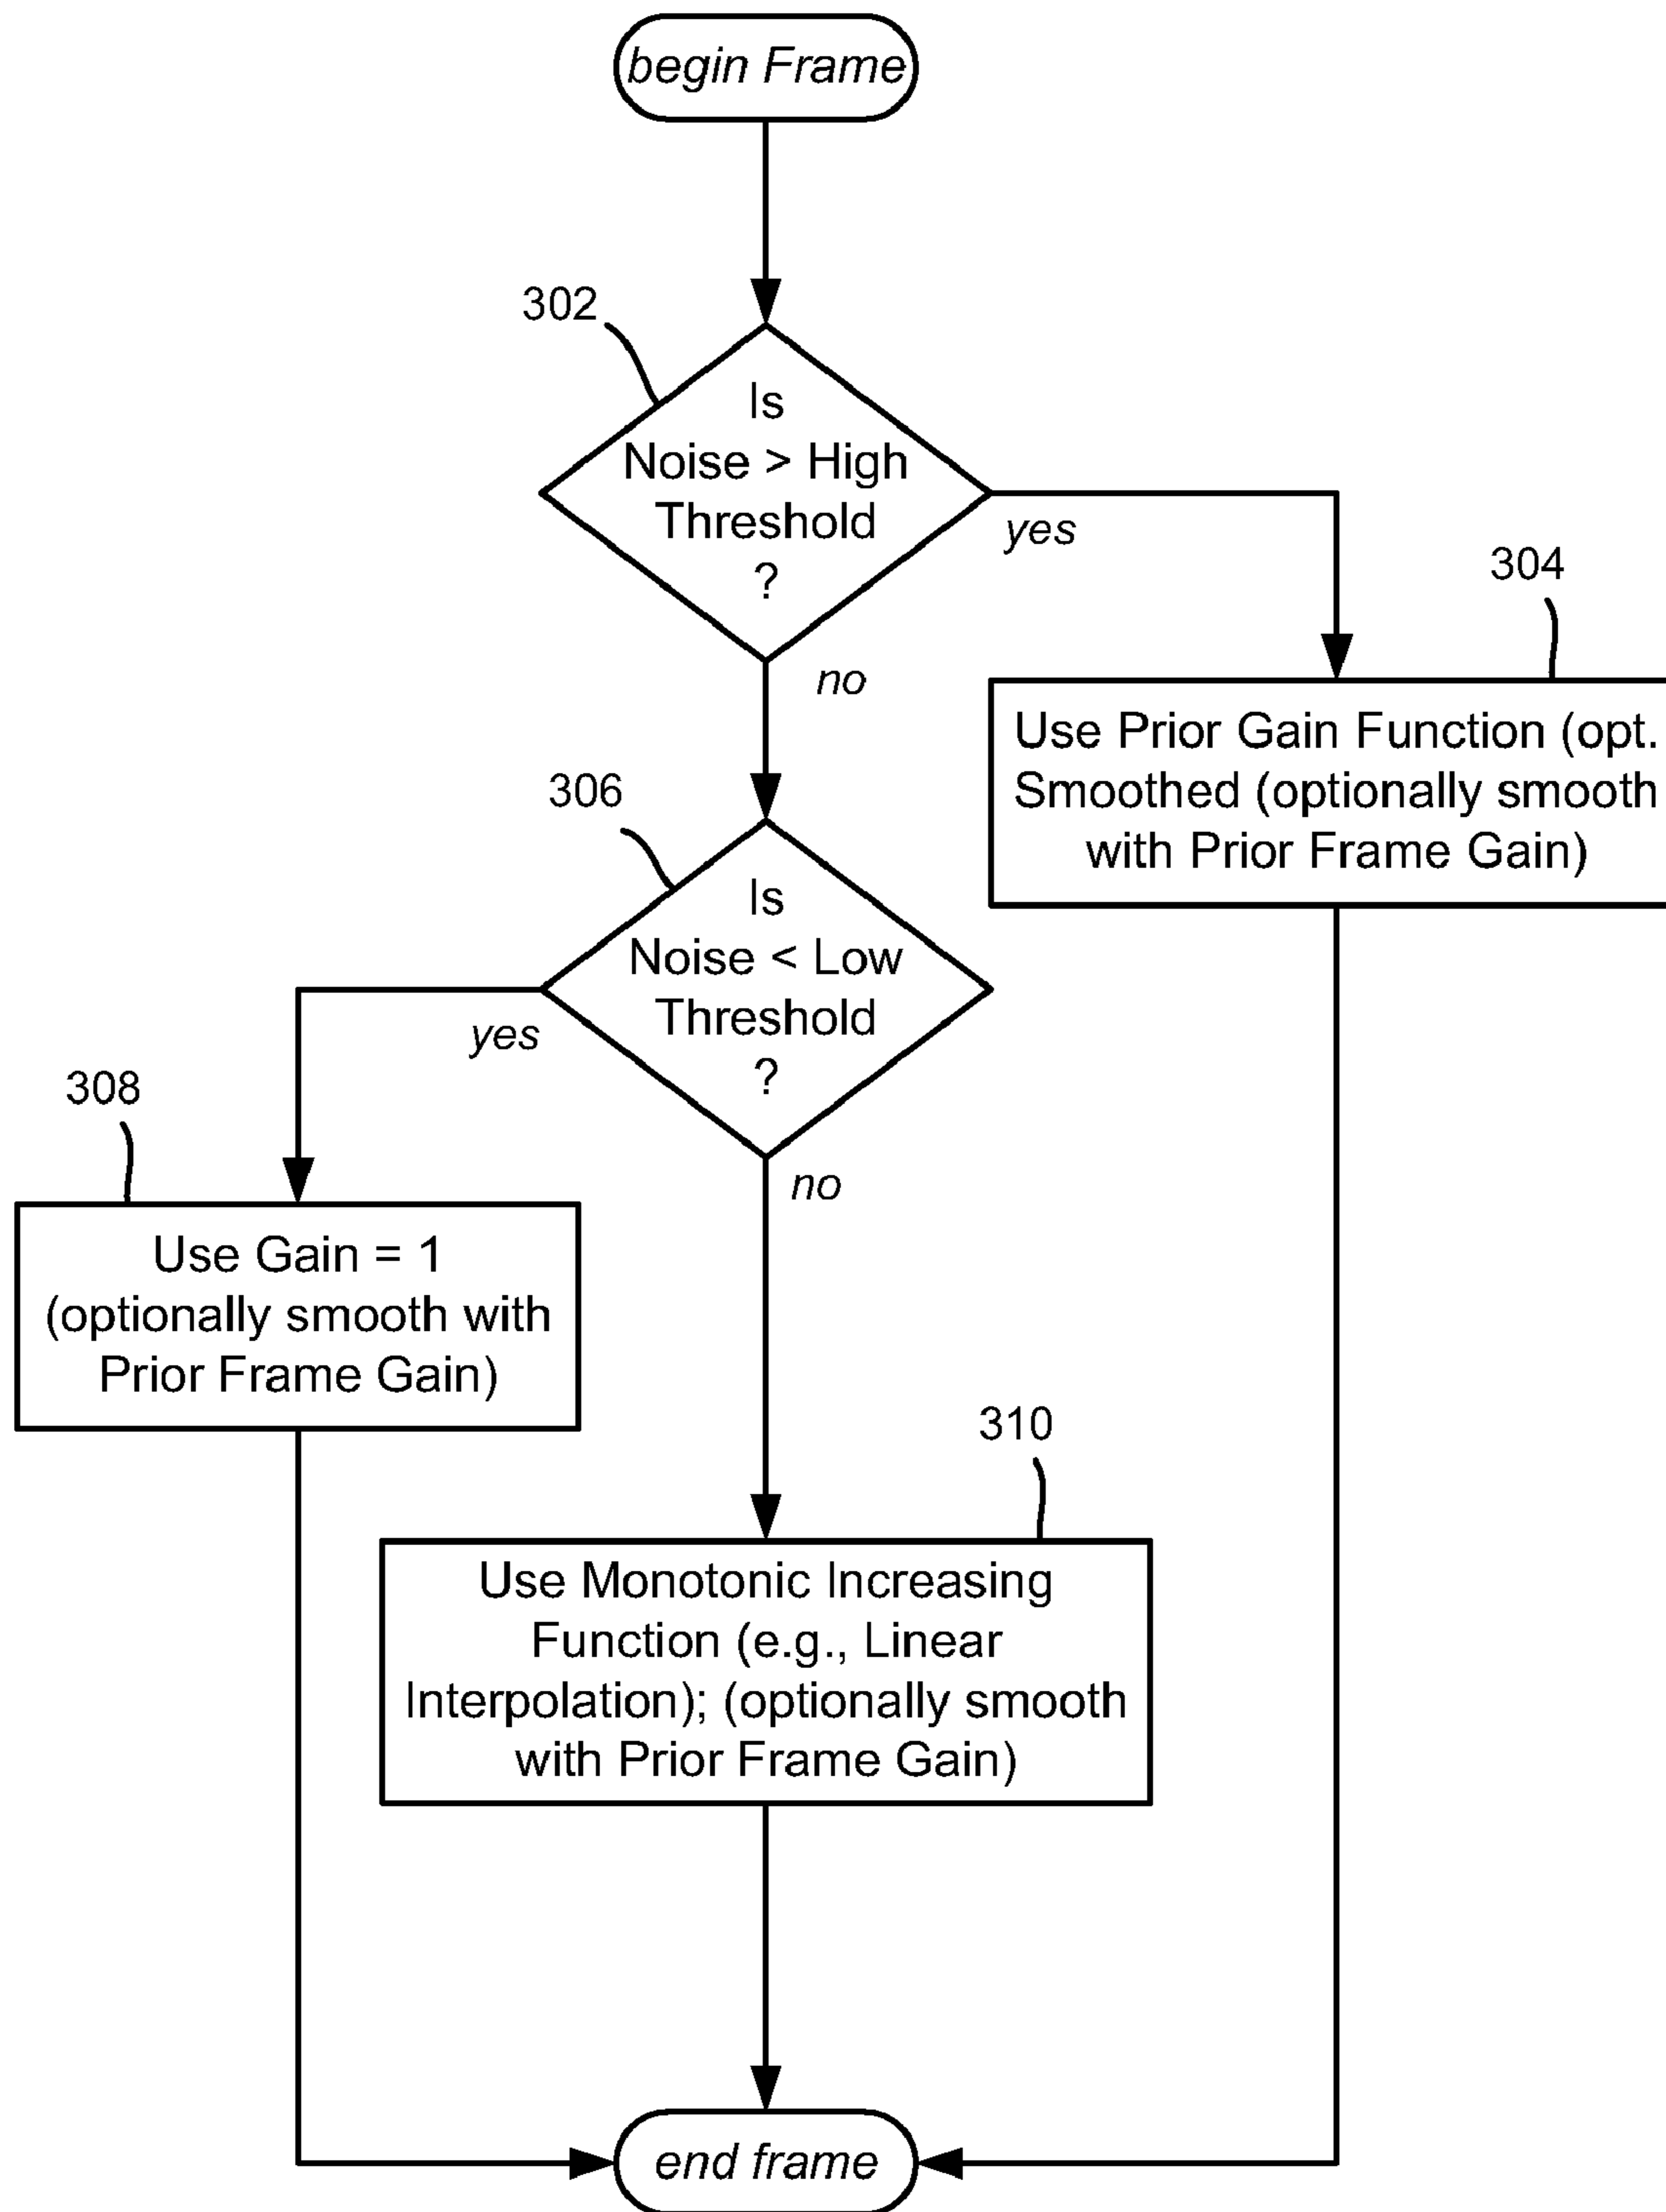 begin Frame
302
Is
Noise > High
Threshold
?
yes
304
no
Use Prior Gain Function (opt.
Smoothed (optionally smooth
with Prior Frame Gain)
306
Is
Noise < Low
Threshold
?
yes
308
no
Use Gain = 1
(optionally smooth with
Prior Frame Gain)
310
Use Monotonic Increasing
Function (e.g., Linear
Interpolation); (optionally smooth
with Prior Frame Gain)
end frame